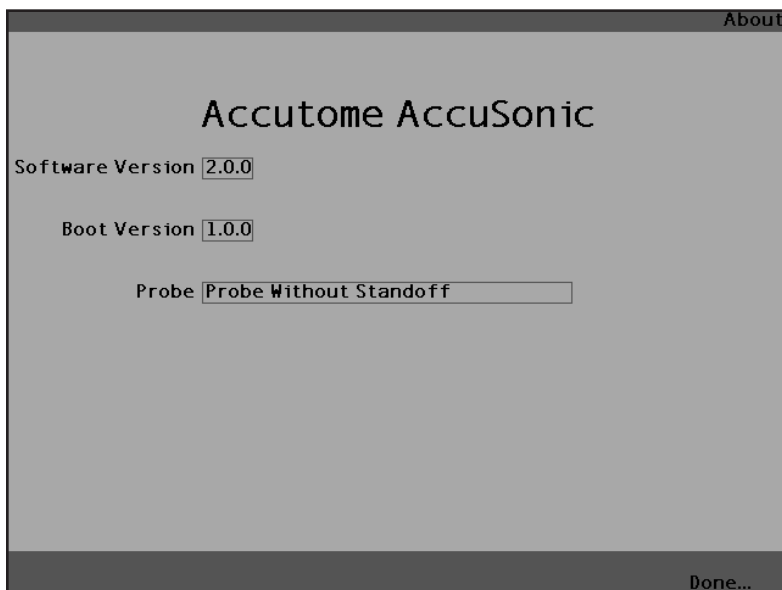 About
Accutome AccuSonic
Software Version 2.0.0
Boot Version 1.0.0
Probe Probe Without Standoff
Done...